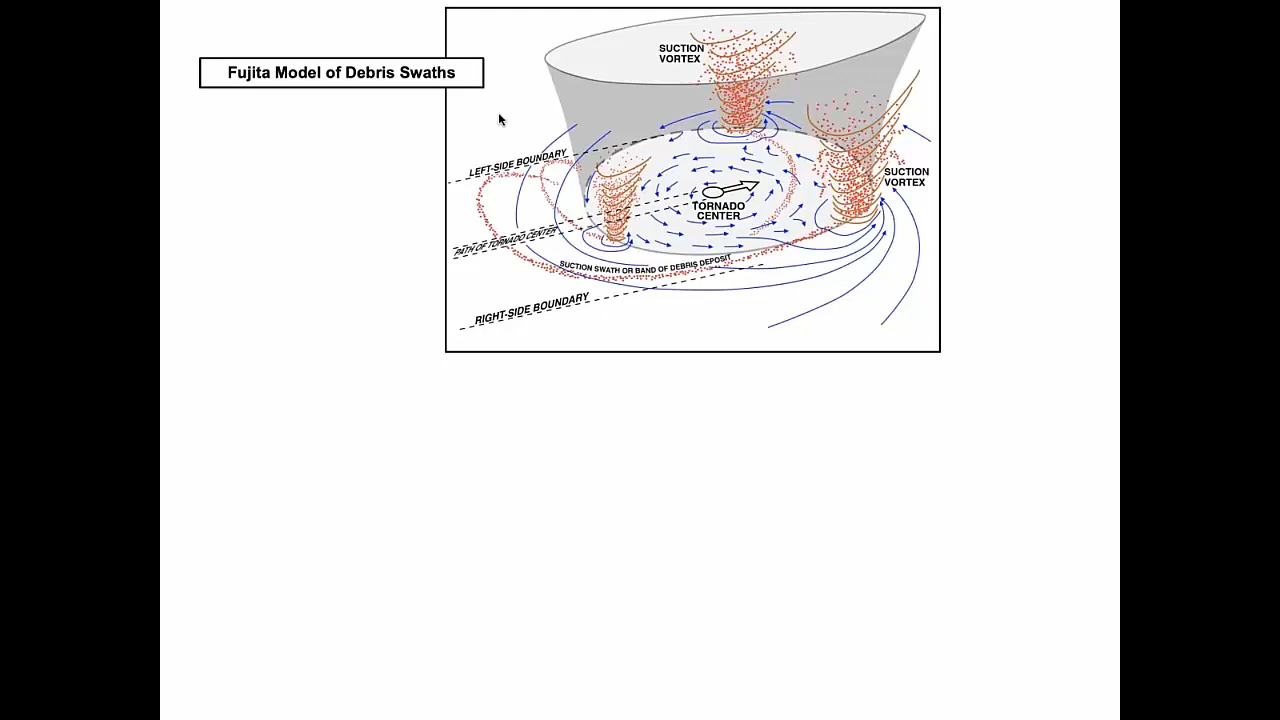 Fujita Model of Debris Swaths
SUCTION
VORTEX
LEFT-SIDE BOUNDARY
SUCTION
VORTEX
TORNADO
CENTER
PATH OF TORNADO CENTER
SUCTION SWATH OR BAND OF DEBRIS DEPOSIT
RIGHT-SIDE BOUNDARY